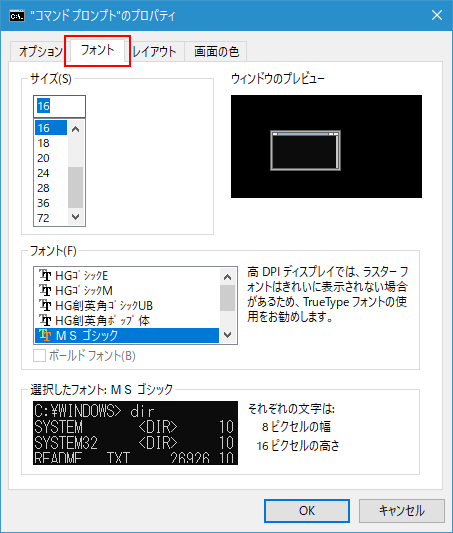 "コマンド プロンプト"のプロパティ
オプション フォント レイアウト 画面の色
サイズ(S)
16
16
18
20
24
28
36
72
ウィンドウのプレビュー
フォント(F)
HGｺﾞｼｯｸE
HGｺﾞｼｯｸM
HG創英角ｺﾞｼｯｸUB
HG創英角ﾎﾟｯﾌﾟ体
ＭＳ ゴシック
ボールド フォント(B)
高 DPI ディスプレイでは、ラスター フ
ォントはきれいに表示されない場合
があるため、TrueType フォントの使
用をお勧めします。
選択したフォント: ＭＳ ゴシック
C:¥WINDOWS> dir
SYSTEM <DIR> 10
SYSTEM32 <DIR> 10
README TXT 26926 10
それぞれの文字は:
8 ピクセルの幅
16 ピクセルの高さ
OK キャンセル